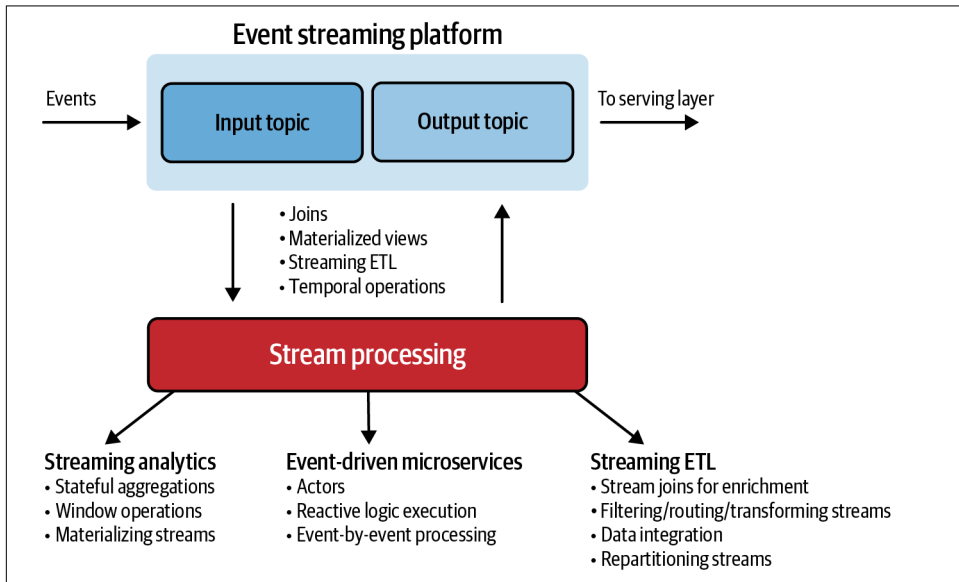 Event streaming platform
Events
Input topic
Output topic
To serving layer
• Joins
• Materialized views
• Streaming ETL
• Temporal operations
Stream processing
Streaming analytics
• Stateful aggregations
• Window operations
• Materializing streams
Event-driven microservices
• Actors
• Reactive logic execution
• Event-by-event processing
Streaming ETL
• Stream joins for enrichment
• Filtering/routing/transforming streams
• Data integration
• Repartitioning streams